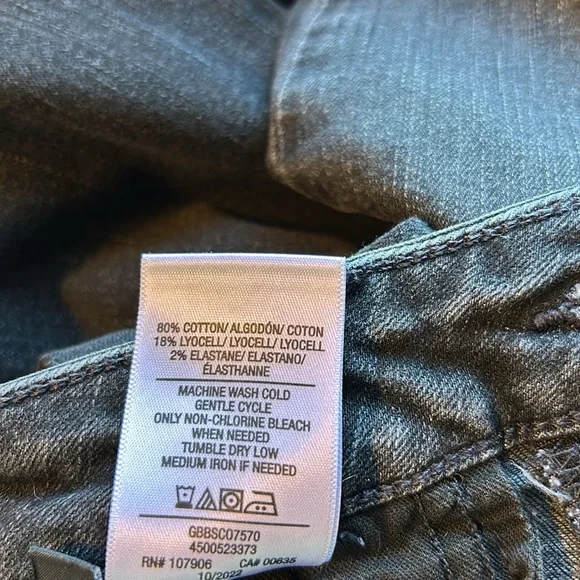 80% COTTON/ ALGODÓN/ COTON
18% LYOCELL/ LYOCELL/ LYOCELL
2% ELASTANE/ ELASTANO/
ÉLASTHANNE
MACHINE WASH COLD
GENTLE CYCLE
ONLY NON-CHLORINE BLEACH
WHEN NEEDED
TUMBLE DRY LOW
MEDIUM IRON IF NEEDED
GBBSC07570
4500523373
RN# 107906 CA# 00635
10/2022